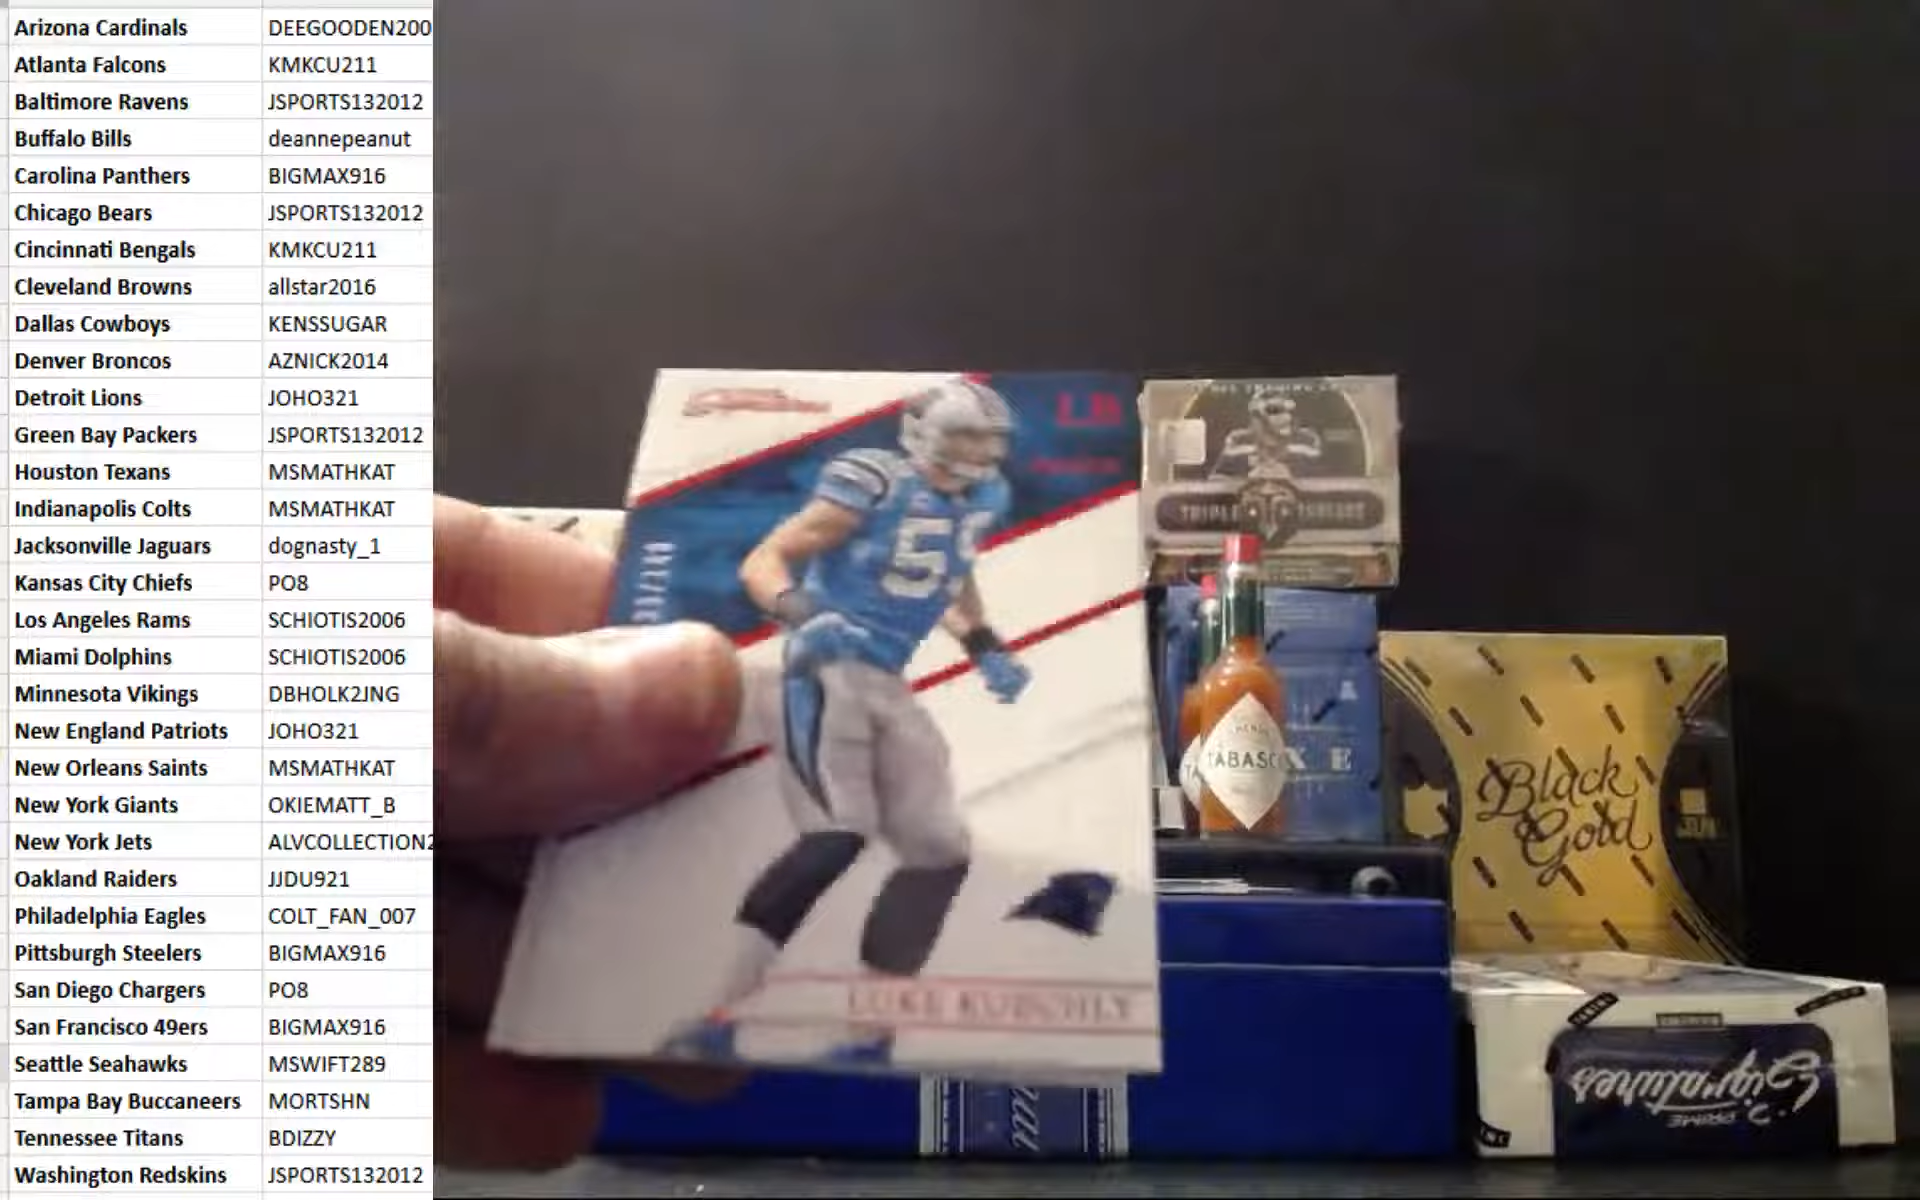 Arizona Cardinals DEEGOODEN200
Atlanta Falcons KMKCU211
Baltimore Ravens JSPORTS132012
Buffalo Bills deannepeanut
Carolina Panthers BIGMAX916
Chicago Bears JSPORTS132012
Cincinnati Bengals KMKCU211
Cleveland Browns allstar2016
Dallas Cowboys KENSSUGAR
Denver Broncos AZNICK2014
Detroit Lions JOHO321
Green Bay Packers JSPORTS132012
Houston Texans MSMATHKAT
Indianapolis Colts MSMATHKAT
Jacksonville Jaguars dognasty_1
Kansas City Chiefs PO8
Los Angeles Rams SCHIOTIS2006
Miami Dolphins SCHIOTIS2006
Minnesota Vikings DBHOLK2JNG
New England Patriots JOHO321
New Orleans Saints MSMATHKAT
New York Giants OKIEMATT_B
New York Jets ALVCOLLECTION2
Oakland Raiders JJDU921
Philadelphia Eagles COLT_FAN_007
Pittsburgh Steelers BIGMAX916
San Diego Chargers PO8
San Francisco 49ers BIGMAX916
Seattle Seahawks MSWIFT289
Tampa Bay Buccaneers MORTSHN
Tennessee Titans BDIZZY
Washington Redskins JSPORTS132012
LB
LUKE KUECHLY
TRIPLE THREADS
TABASCO
Black
Gold
PRIME
Signatures